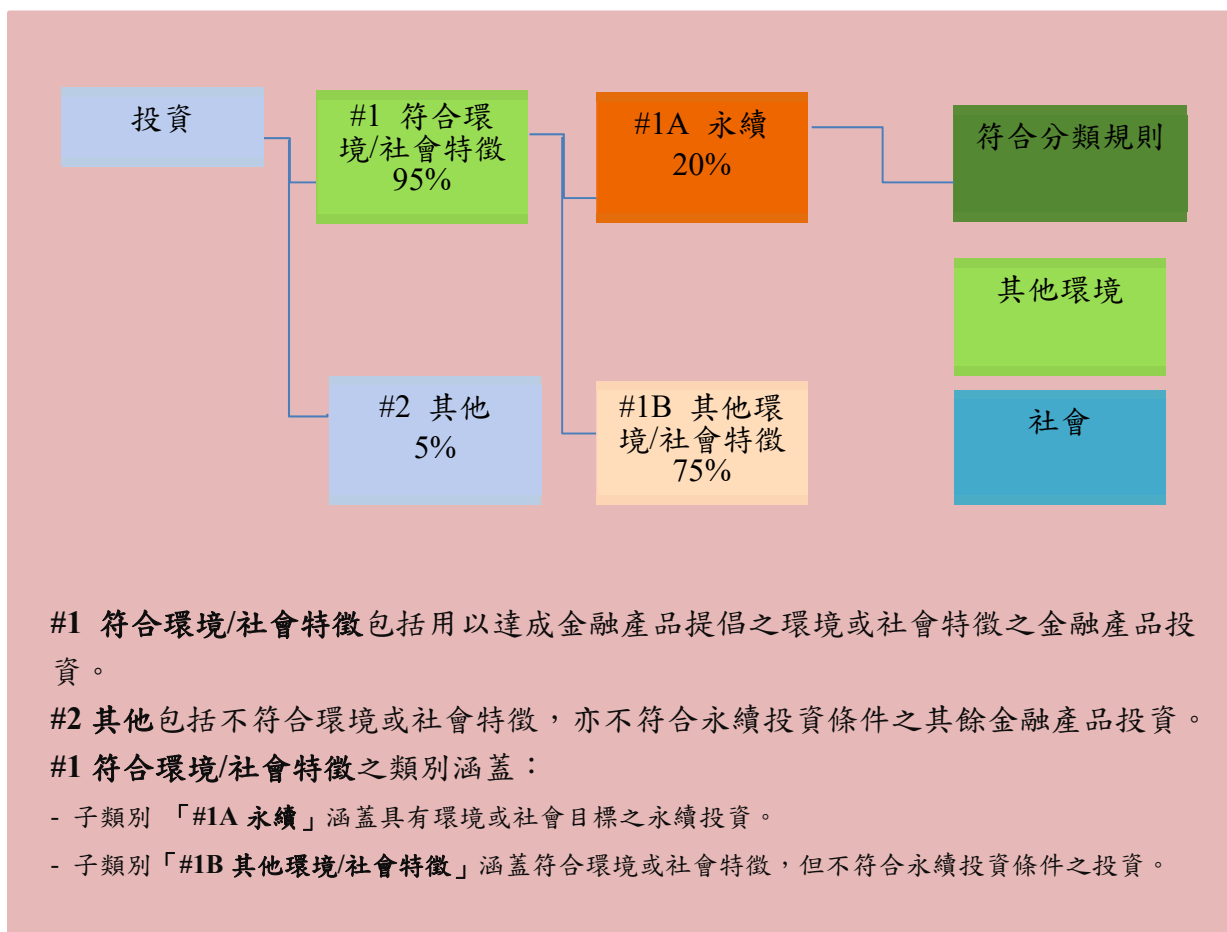 投資
#1 符合環
境/社會特徵
95%
#1A 永續
20%
符合分類規則
其他環境
#2 其他
5%
#1B 其他環
境/社會特徵
75%
社會
#1 符合環境/社會特徵包括用以達成金融產品提倡之環境或社會特徵之金融產品投
資。
#2 其他包括不符合環境或社會特徵，亦不符合永續投資條件之其餘金融產品投資。
#1 符合環境/社會特徵之類別涵蓋：
- 子類別 「#1A 永續」涵蓋具有環境或社會目標之永續投資。
- 子類別「#1B 其他環境/社會特徵」涵蓋符合環境或社會特徵，但不符合永續投資條件之投資。